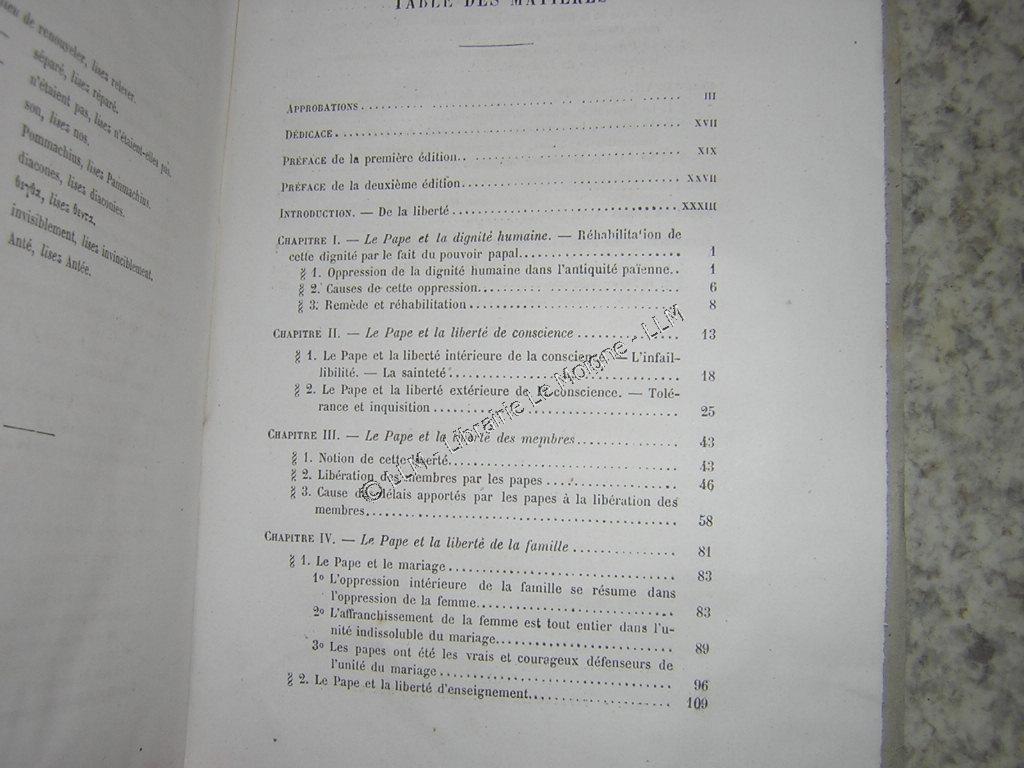 lieu de renouveler, lisez relever.
séparé, lisez réparé.
n'étaient pas, lisez n'étaient-elles pas.
son, lisez nos.
Pommachius, lisez Pammachius.
diacones, lisez diaconies.
lisez
invisiblement, lisez invinciblement.
Anté, lisez Antée.
TABLE DES MATIÈRES
APPROBATIONS III
DÉDICACE XVII
PRÉFACE de la première édition XIX
PRÉFACE de la deuxième édition XXVII
INTRODUCTION. — De la liberté XXXIII
CHAPITRE I. — Le Pape et la dignité humaine. — Réhabilitation de
cette dignité par le fait du pouvoir papal 1
§ 1. Oppression de la dignité humaine dans l'antiquité païenne 1
§ 2. Causes de cette oppression 6
§ 3. Remède et réhabilitation 8
CHAPITRE II. — Le Pape et la liberté de conscience 13
§ 1. Le Pape et la liberté intérieure de la conscience. — L'infail-
libilité. — La sainteté 18
§ 2. Le Pape et la liberté extérieure de la conscience. — Tolé-
rance et inquisition 25
CHAPITRE III. — Le Pape et la liberté des membres 43
§ 1. Notion de cette liberté 43
§ 2. Libération des membres par les papes 46
§ 3. Cause des délais apportés par les papes à la libération des
membres 58
CHAPITRE IV. — Le Pape et la liberté de la famille 81
§ 1. Le Pape et le mariage 83
1º L'oppression intérieure de la famille se résume dans
l'oppression de la femme 83
2º L'affranchissement de la femme est tout entier dans l'u-
nité indissoluble du mariage 89
3º Les papes ont été les vrais et courageux défenseurs de
l'unité du mariage 96
§ 2. Le Pape et la liberté d'enseignement 109
© LLM - Librairie Le Moigne - LLM